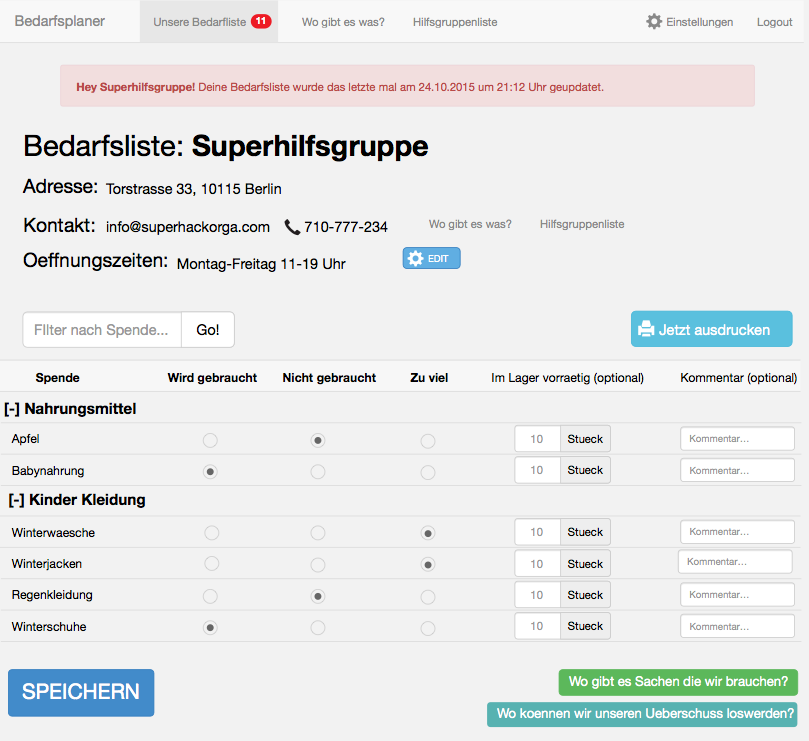 Bedarfsplaner Unsere Bedarfliste 11 Wo gibt es was? Hilfsgruppenliste Einstellungen Logout
Hey Superhilfsgruppe! Deine Bedarfsliste wurde das letzte mal am 24.10.2015 um 21:12 Uhr geupdatet.
Bedarfsliste: Superhilfsgruppe
Adresse: Torstrasse 33, 10115 Berlin
Kontakt: info@superhackorga.com 710-777-234 Wo gibt es was? Hilfsgruppenliste
Oeffnungszeiten: Montag-Freitag 11-19 Uhr EDIT
FIlter nach Spende... Go! Jetzt ausdrucken
Spende Wird gebraucht Nicht gebraucht Zu viel Im Lager vorraetig (optional) Kommentar (optional)
[-] Nahrungsmittel
Apfel 10 Stueck Kommentar...
Babynahrung 10 Stueck Kommentar...
[-] Kinder Kleidung
Winterwaesche 10 Stueck Kommentar...
Winterjacken 10 Stueck Kommentar...
Regenkleidung 10 Stueck Kommentar...
Winterschuhe 10 Stueck Kommentar...
SPEICHERN Wo gibt es Sachen die wir brauchen?
Wo koennen wir unseren Ueberschuss loswerden?